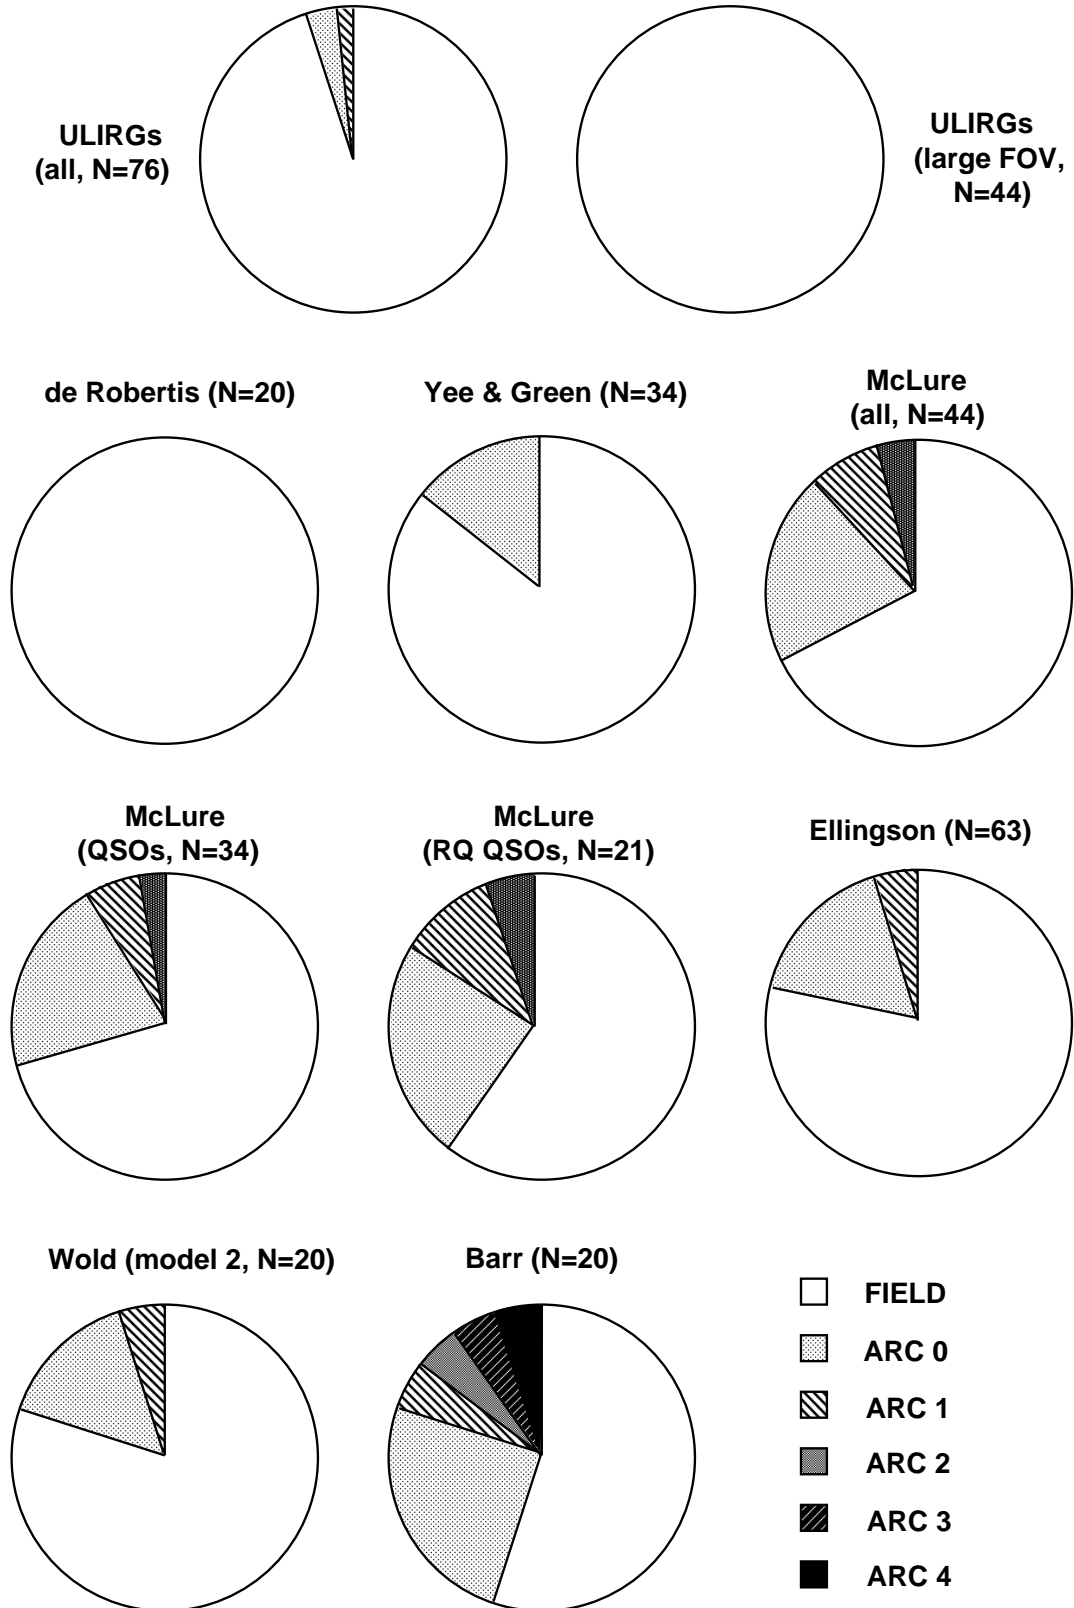 ULIRGs
(all, N=76)
ULIRGs
(large FOV,
N=44)
de Robertis (N=20)
Yee & Green (N=34)
McLure
(all, N=44)
McLure
(QSOs, N=34)
McLure
(RQ QSOs, N=21)
Ellingson (N=63)
Wold (model 2, N=20)
Barr (N=20)
FIELD
ARC 0
ARC 1
ARC 2
ARC 3
ARC 4